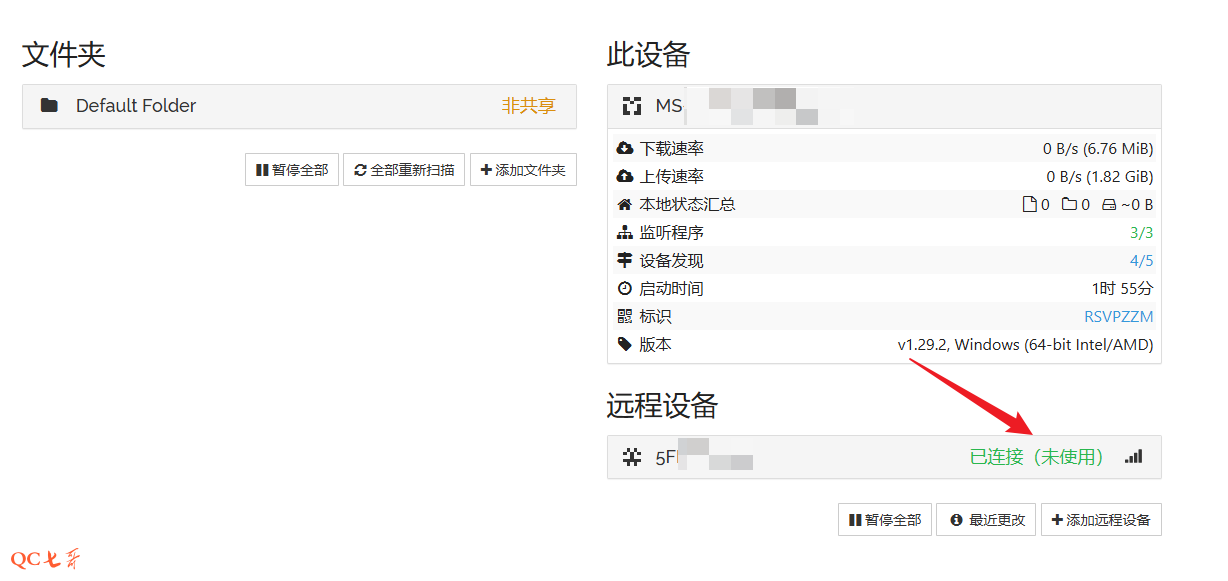 文件夹
Default Folder 非共享
暂停全部 全部重新扫描 添加文件夹
此设备
MS
下载速率 0 B/s (6.76 MiB)
上传速率 0 B/s (1.82 GiB)
本地状态汇总 0 0 ~0 B
监听程序 3/3
设备发现 4/5
启动时间 1时 55分
标识 RSVPZZM
版本 v1.29.2, Windows (64-bit Intel/AMD)
远程设备
5F 已连接（未使用）
暂停全部 最近更改 添加远程设备
QC七哥